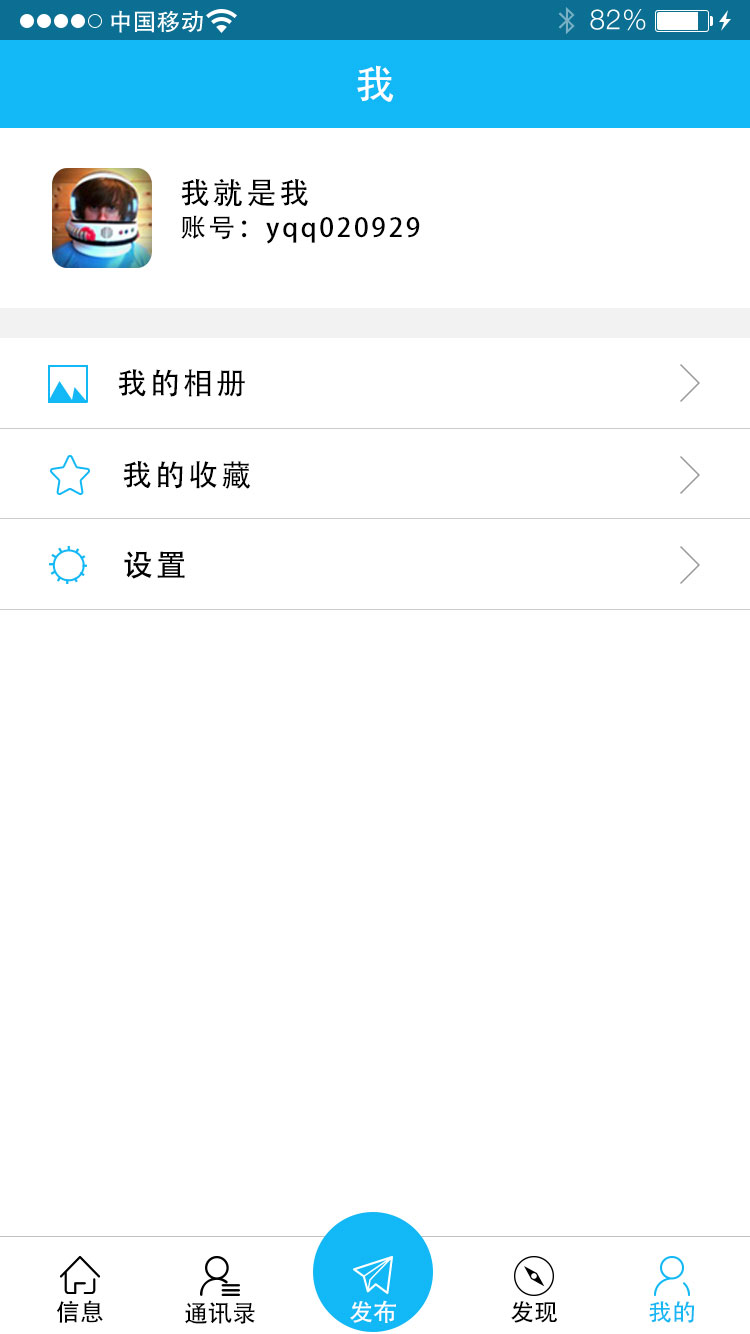 中国移动 82%
我
我就是我
账号：yqq020929
我的相册
我的收藏
设置
信息 通讯录 发布 发现 我的